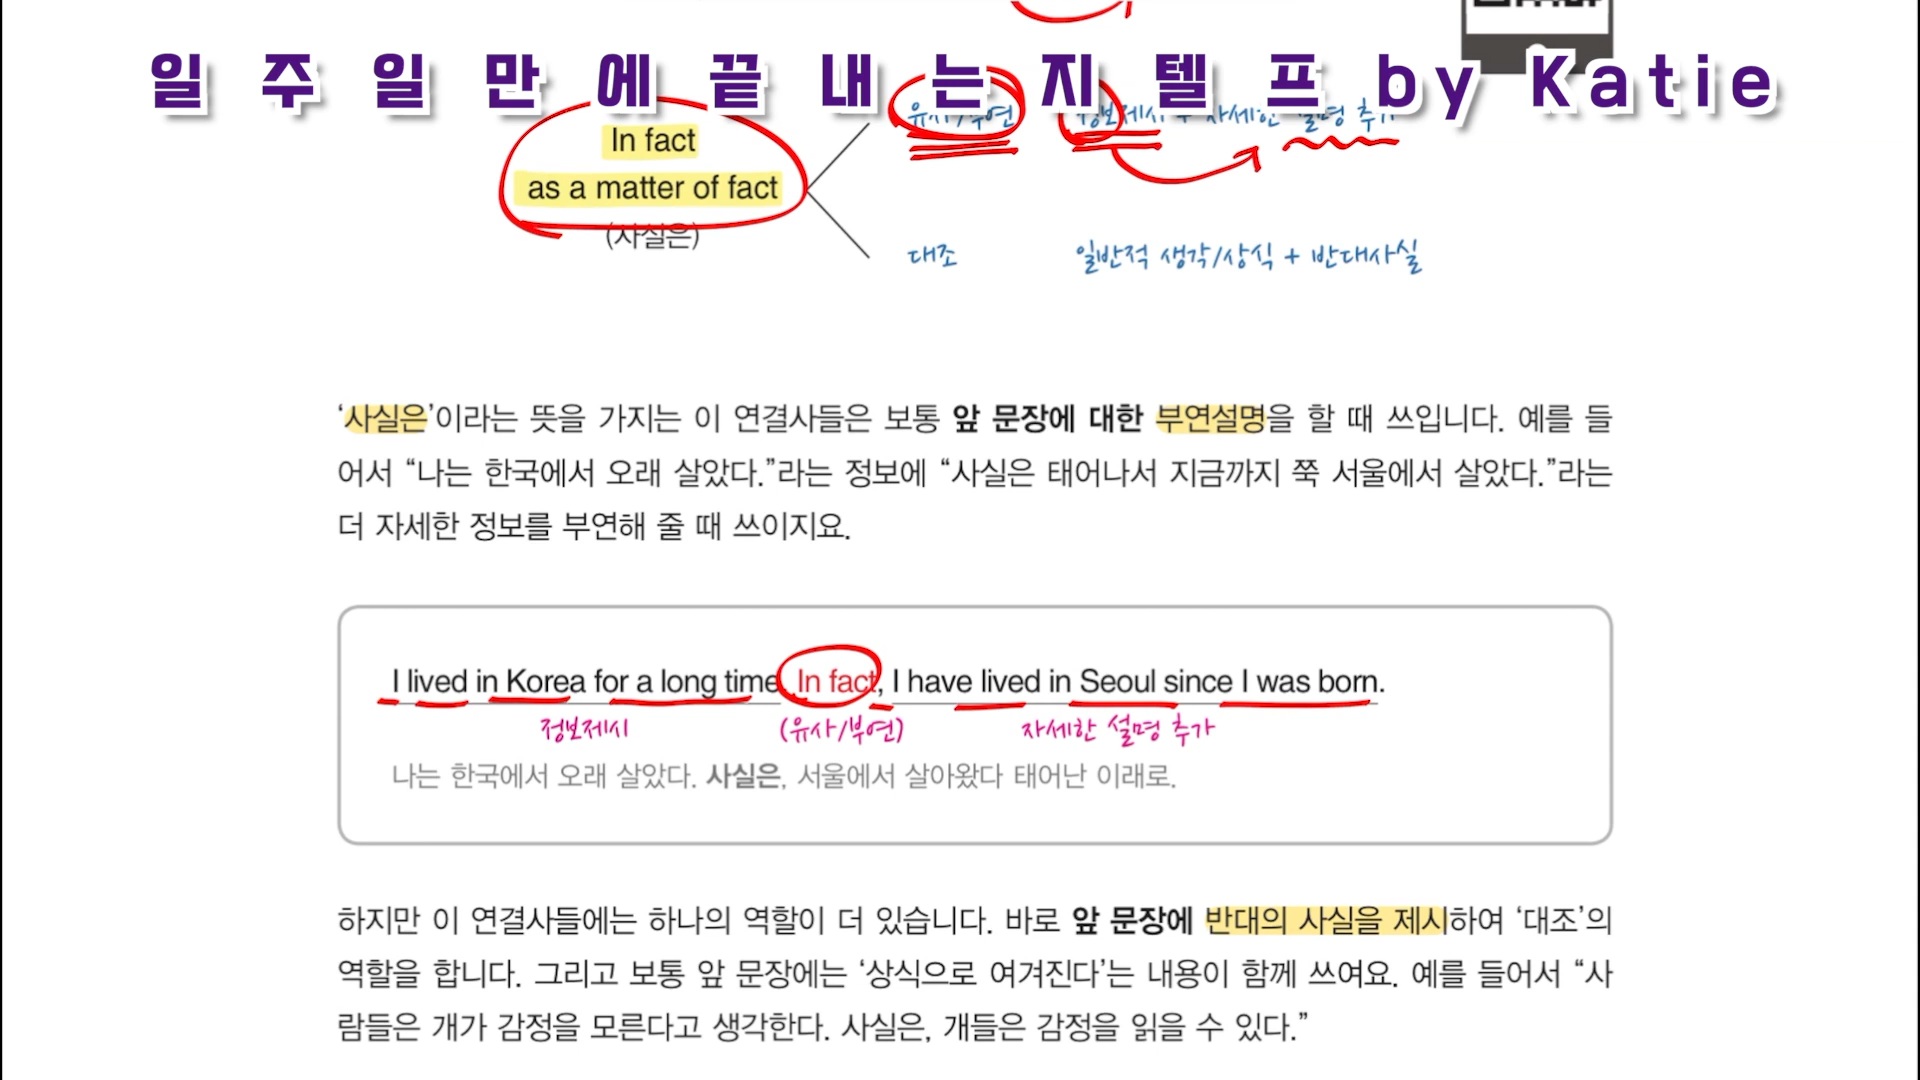 일주일만에끝내는지텔프 by Katie
In fact
유사/부연
정보제시 + 자세한 설명 추가
as a matter of fact
(사실은)
대조
일반적 생각/상식 + 반대사실
‘사실은’이라는 뜻을 가지는 이 연결사들은 보통 앞 문장에 대한 부연설명을 할 때 쓰입니다. 예를 들
어서 “나는 한국에서 오래 살았다.”라는 정보에 “사실은 태어나서 지금까지 쭉 서울에서 살았다.”라는
더 자세한 정보를 부연해 줄 때 쓰이지요.
I lived in Korea for a long time. In fact, I have lived in Seoul since I was born.
정보제시 (유사/부연) 자세한 설명 추가
나는 한국에서 오래 살았다. 사실은, 서울에서 살아왔다 태어난 이래로.
하지만 이 연결사들에는 하나의 역할이 더 있습니다. 바로 앞 문장에 반대의 사실을 제시하여 ‘대조’의
역할을 합니다. 그리고 보통 앞 문장에는 ‘상식으로 여겨진다’는 내용이 함께 쓰여요. 예를 들어서 “사
람들은 개가 감정을 모른다고 생각한다. 사실은, 개들은 감정을 읽을 수 있다.”